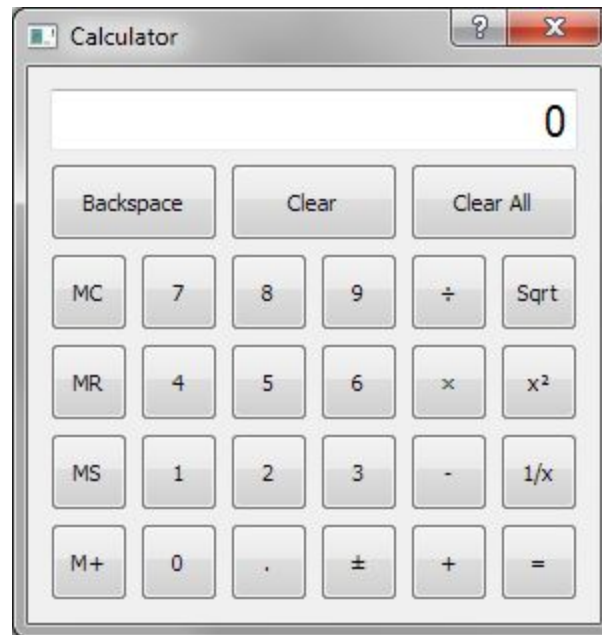 Calculator ? X
0
Backspace Clear Clear All
MC 7 8 9 ÷ Sqrt
MR 4 5 6 × x²
MS 1 2 3 - 1/x
M+ 0 . ± + =